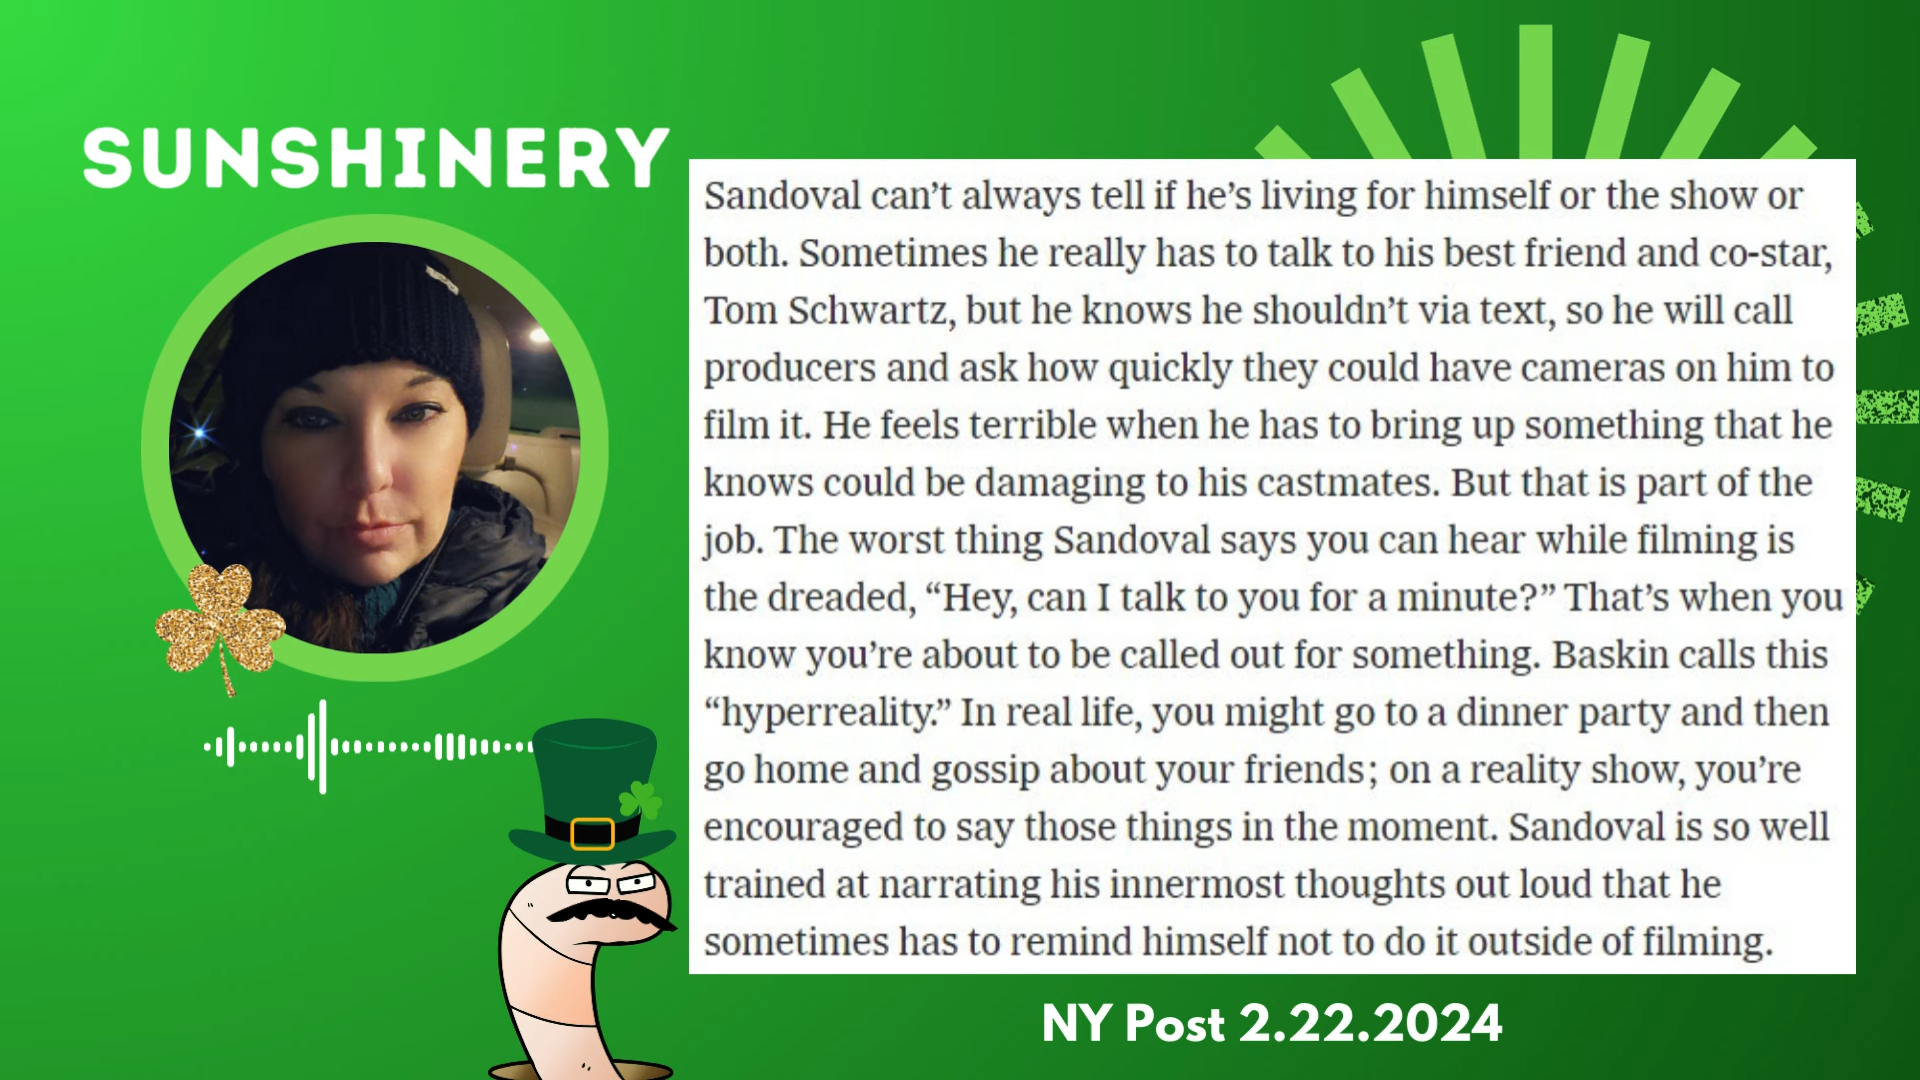 SUNSHINERY
Sandoval can’t always tell if he’s living for himself or the show or
both. Sometimes he really has to talk to his best friend and co-star,
Tom Schwartz, but he knows he shouldn’t via text, so he will call
producers and ask how quickly they could have cameras on him to
film it. He feels terrible when he has to bring up something that he
knows could be damaging to his castmates. But that is part of the
job. The worst thing Sandoval says you can hear while filming is
the dreaded, “Hey, can I talk to you for a minute?” That’s when you
know you’re about to be called out for something. Baskin calls this
“hyperreality.” In real life, you might go to a dinner party and then
go home and gossip about your friends; on a reality show, you’re
encouraged to say those things in the moment. Sandoval is so well
trained at narrating his innermost thoughts out loud that he
sometimes has to remind himself not to do it outside of filming.
NY Post 2.22.2024